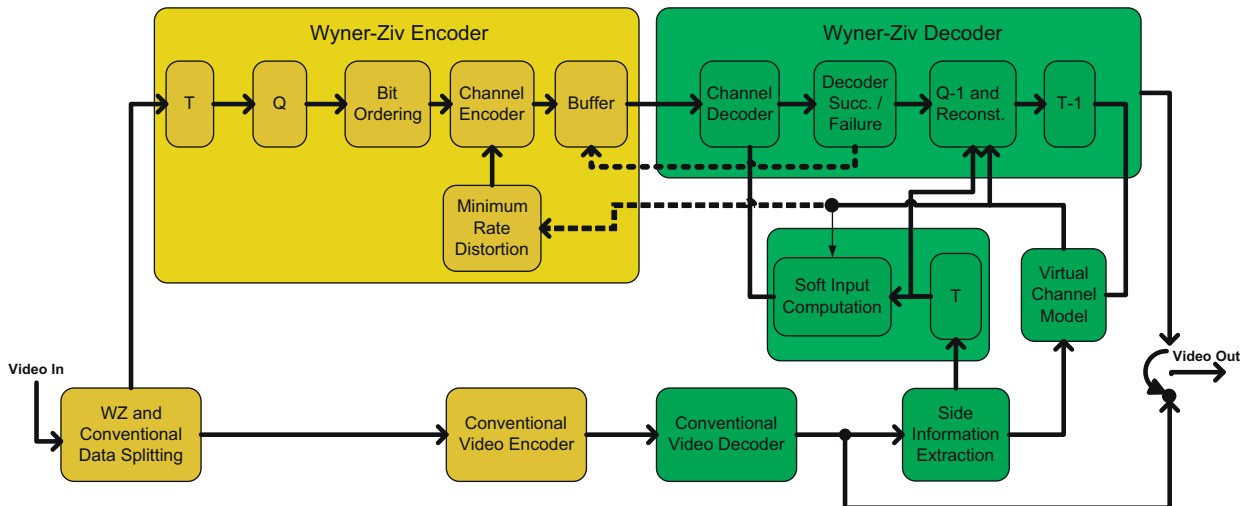 Wyner-Ziv Encoder
Wyner-Ziv Decoder
T
Q
Bit
Ordering
Channel
Encoder
Buffer
Channel
Decoder
Decoder
Succ. /
Failure
Q-1 and
Reconst.
T-1
Minimum
Rate
Distortion
Soft Input
Computation
T
Virtual
Channel
Model
Video In
Video Out
WZ and
Conventional
Data Splitting
Conventional
Video Encoder
Conventional
Video Decoder
Side
Information
Extraction